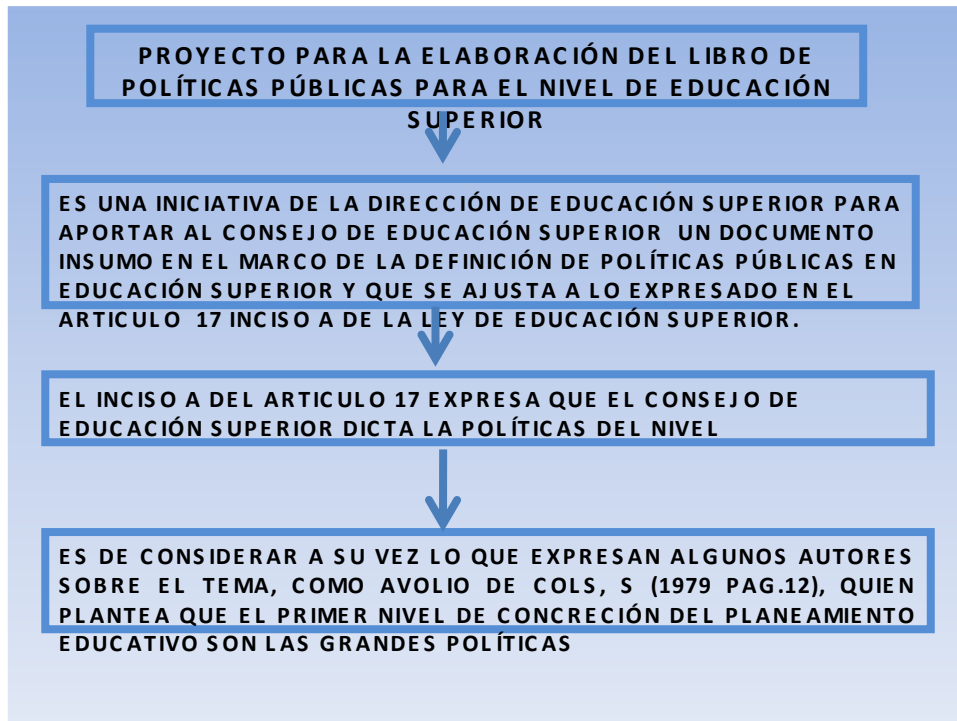 PROYECTO PARA LA ELABORACIÓN DEL LIBRO DE
POLÍTICAS PÚBLICAS PARA EL NIVEL DE EDUCACIÓN
SUPERIOR
ES UNA INICIATIVA DE LA DIRECCIÓN DE EDUCACIÓN SUPERIOR PARA
APORTAR AL CONSEJO DE EDUCACIÓN SUPERIOR UN DOCUMENTO
INSUMO EN EL MARCO DE LA DEFINICIÓN DE POLÍTICAS PÚBLICAS EN
EDUCACIÓN SUPERIOR Y QUE SE AJUSTA A LO EXPRESADO EN EL
ARTICULO 17 INCISO A DE LA LEY DE EDUCACIÓN SUPERIOR.
EL INCISO A DEL ARTICULO 17 EXPRESA QUE EL CONSEJO DE
EDUCACIÓN SUPERIOR DICTA LA POLÍTICAS DEL NIVEL
ES DE CONSIDERAR A SU VEZ LO QUE EXPRESAN ALGUNOS AUTORES
SOBRE EL TEMA, COMO AVOLIO DE COLS, S (1979 PAG.12), QUIEN
PLANTEA QUE EL PRIMER NIVEL DE CONCRECIÓN DEL PLANEAMIENTO
EDUCATIVO SON LAS GRANDES POLÍTICAS